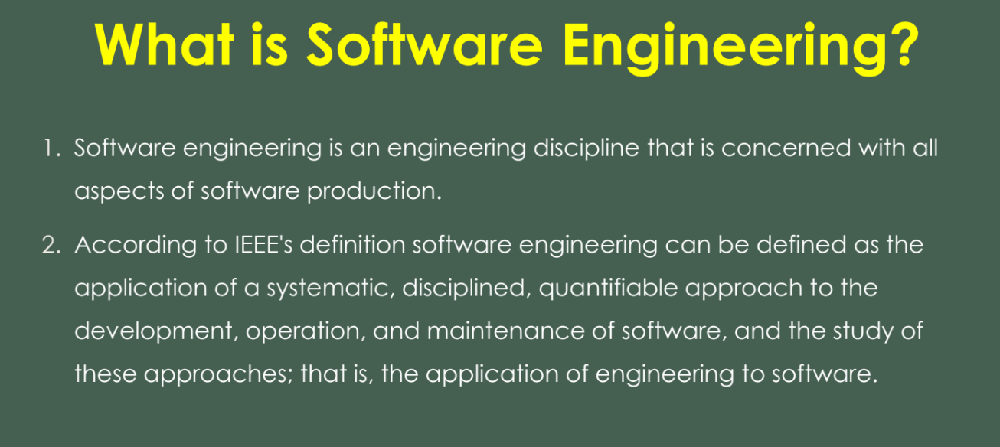 What is Software Engineering?
1. Software engineering is an engineering discipline that is concerned with all
aspects of software production.
2. According to IEEE's definition software engineering can be defined as the
application of a systematic, disciplined, quantifiable approach to the
development, operation, and maintenance of software, and the study of
these approaches; that is, the application of engineering to software.